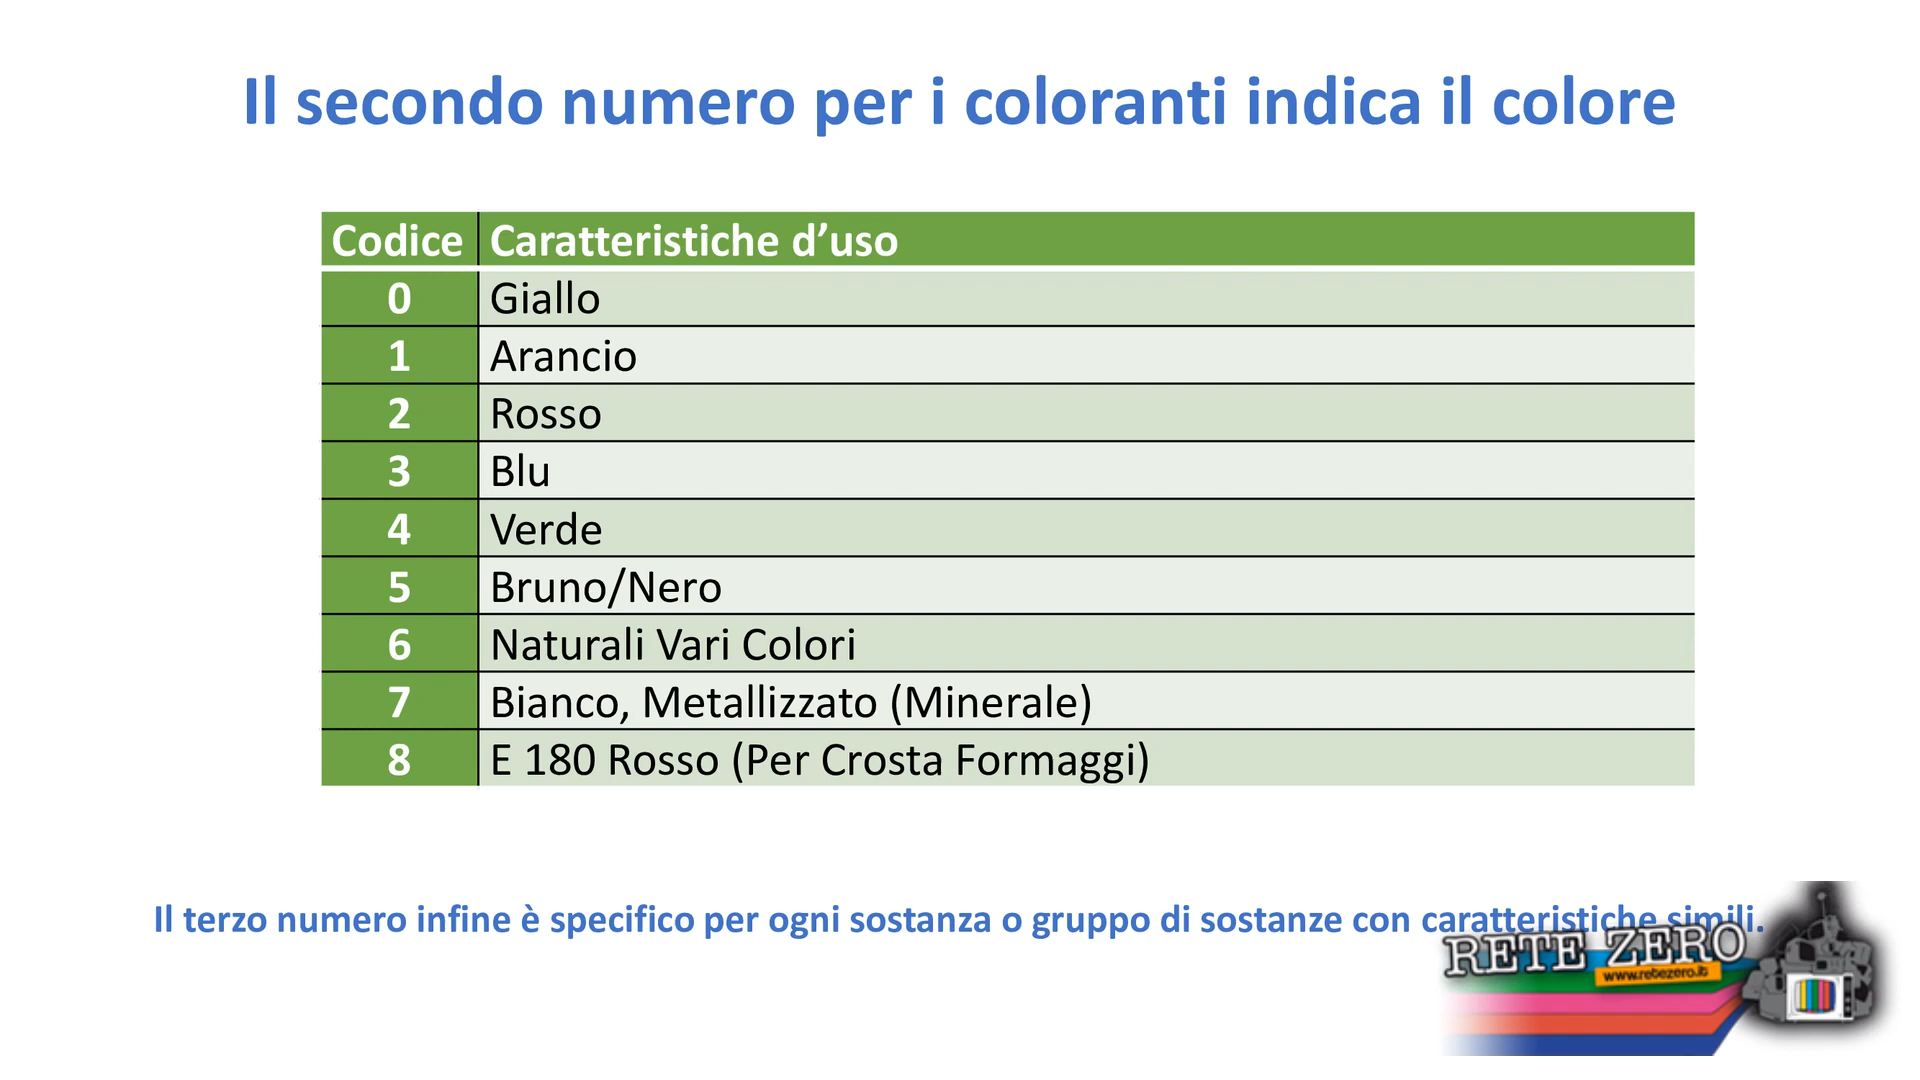 Il secondo numero per i coloranti indica il colore
Codice Caratteristiche d’uso
0 Giallo
1 Arancio
2 Rosso
3 Blu
4 Verde
5 Bruno/Nero
6 Naturali Vari Colori
7 Bianco, Metallizzato (Minerale)
8 E 180 Rosso (Per Crosta Formaggi)
Il terzo numero infine è specifico per ogni sostanza o gruppo di sostanze con caratteristiche simili.
RETE ZERO
www.retezero.it